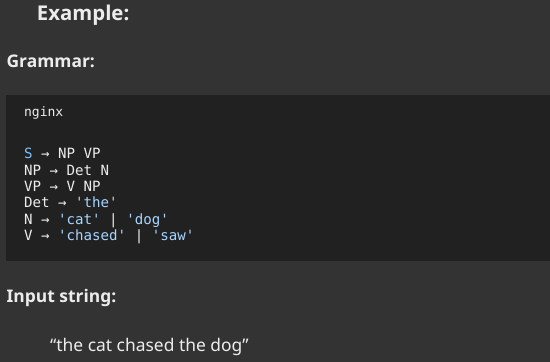 Example:
Grammar:
nginx
S → NP VP
NP → Det N
VP → V NP
Det → 'the'
N → 'cat' | 'dog'
V → 'chased' | 'saw'
Input string:
“the cat chased the dog”